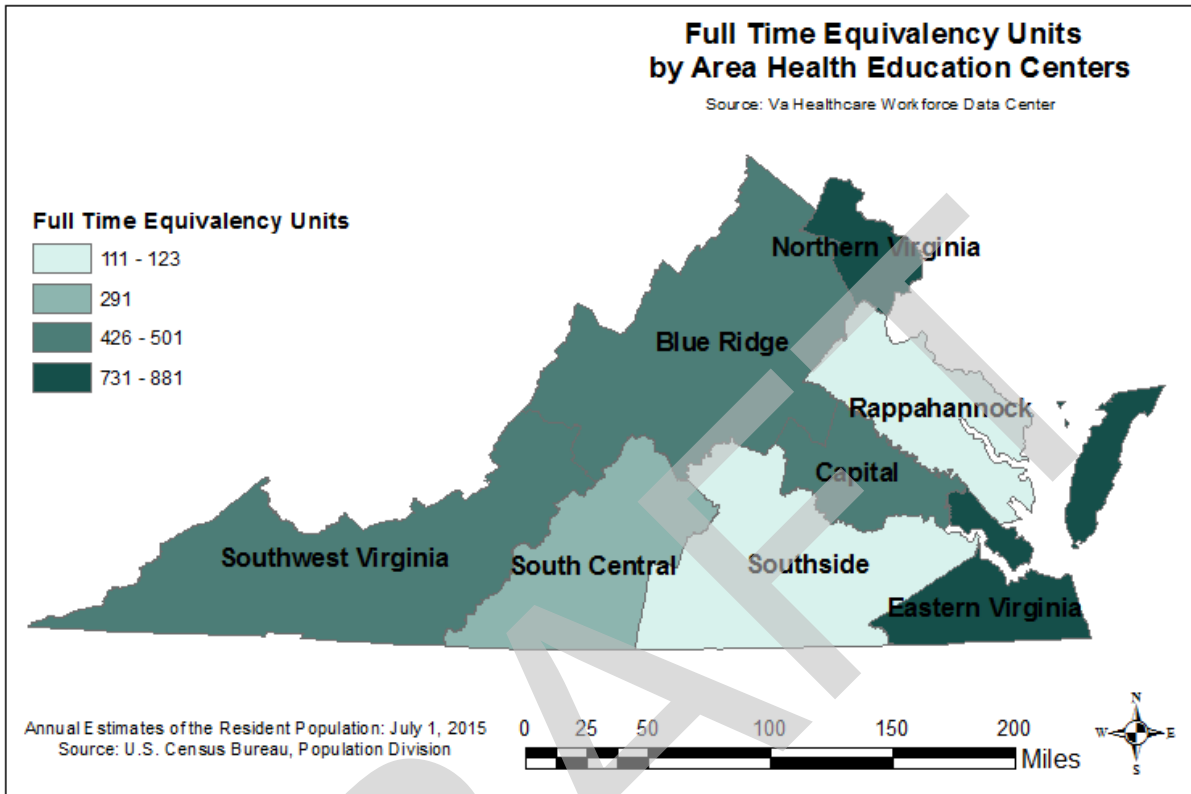 Full Time Equivalency Units
by Area Health Education Centers
Source: Va Healthcare Workforce Data Center
Full Time Equivalency Units
111 - 123
291
426 - 501
731 - 881
Northern Virginia
Blue Ridge
Rappahannock
Capital
Southwest Virginia
South Central
Southside
Eastern Virginia
Annual Estimates of the Resident Population: July 1, 2015
Source: U.S. Census Bureau, Population Division
0 25 50 100 150 200
Miles
N
W E
S
DRAFT